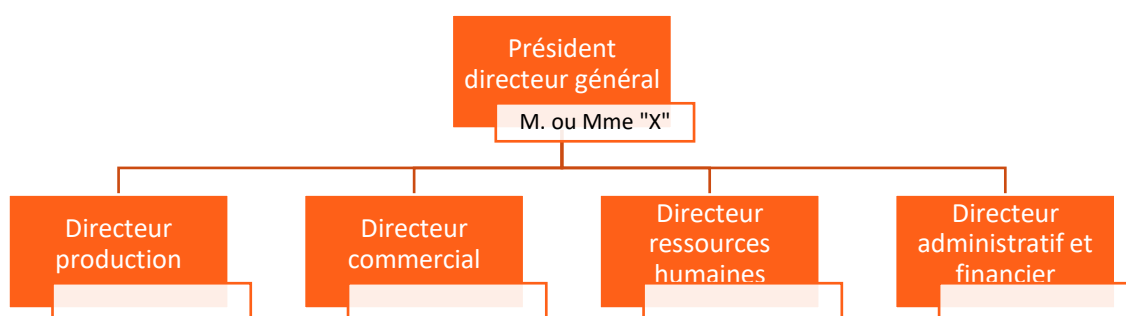 Président
directeur général
M. ou Mme "X"
Directeur
production
Directeur
commercial
Directeur
ressources
humaines
Directeur
administratif et
financier